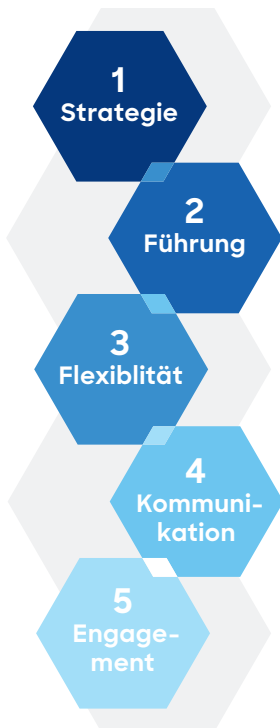 1
Strategie
2
Führung
3
Flexiblität
4
Kommuni-
kation
5
Engage-
ment